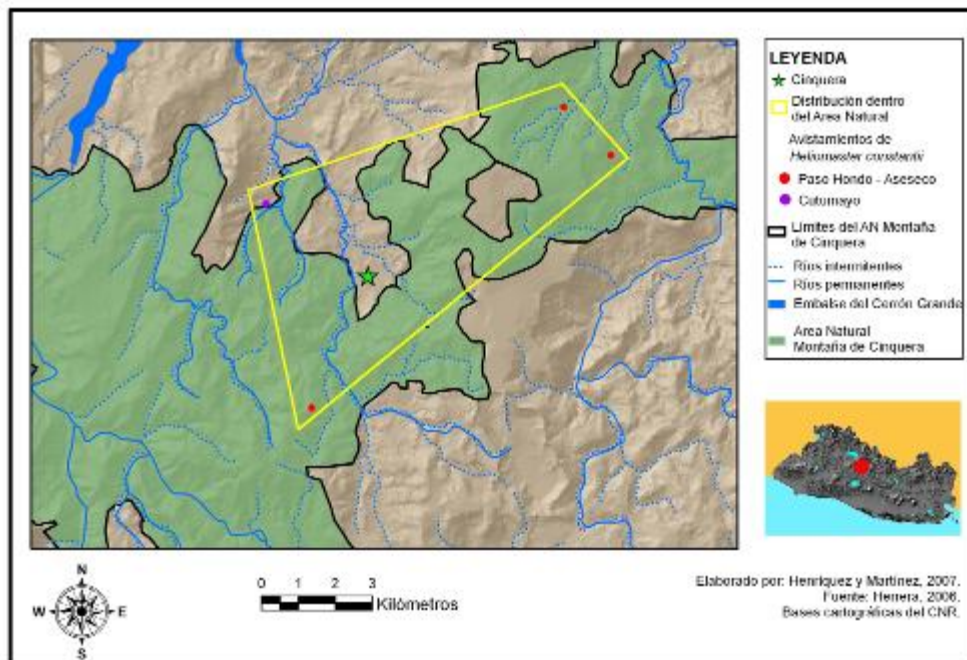 LEYENDA
Cinquera
Distribución dentro
del Area Natural
Avistamientos de
Heliomaster constantii
Paso Hondo - Aseseco
Cutumayo
Limites del AN Montaña
de Cinquera
Ríos intermitentes
Ríos permanentes
Embalse del Cerrón Grande
Area Natural
Montaña de Cinquera
N
W
E
S
0 1 2 3
Kilómetros
Elaborado por: Henríquez y Martínez, 2007.
Fuente: Herrera, 2006.
Bases cartográficas del CNR.